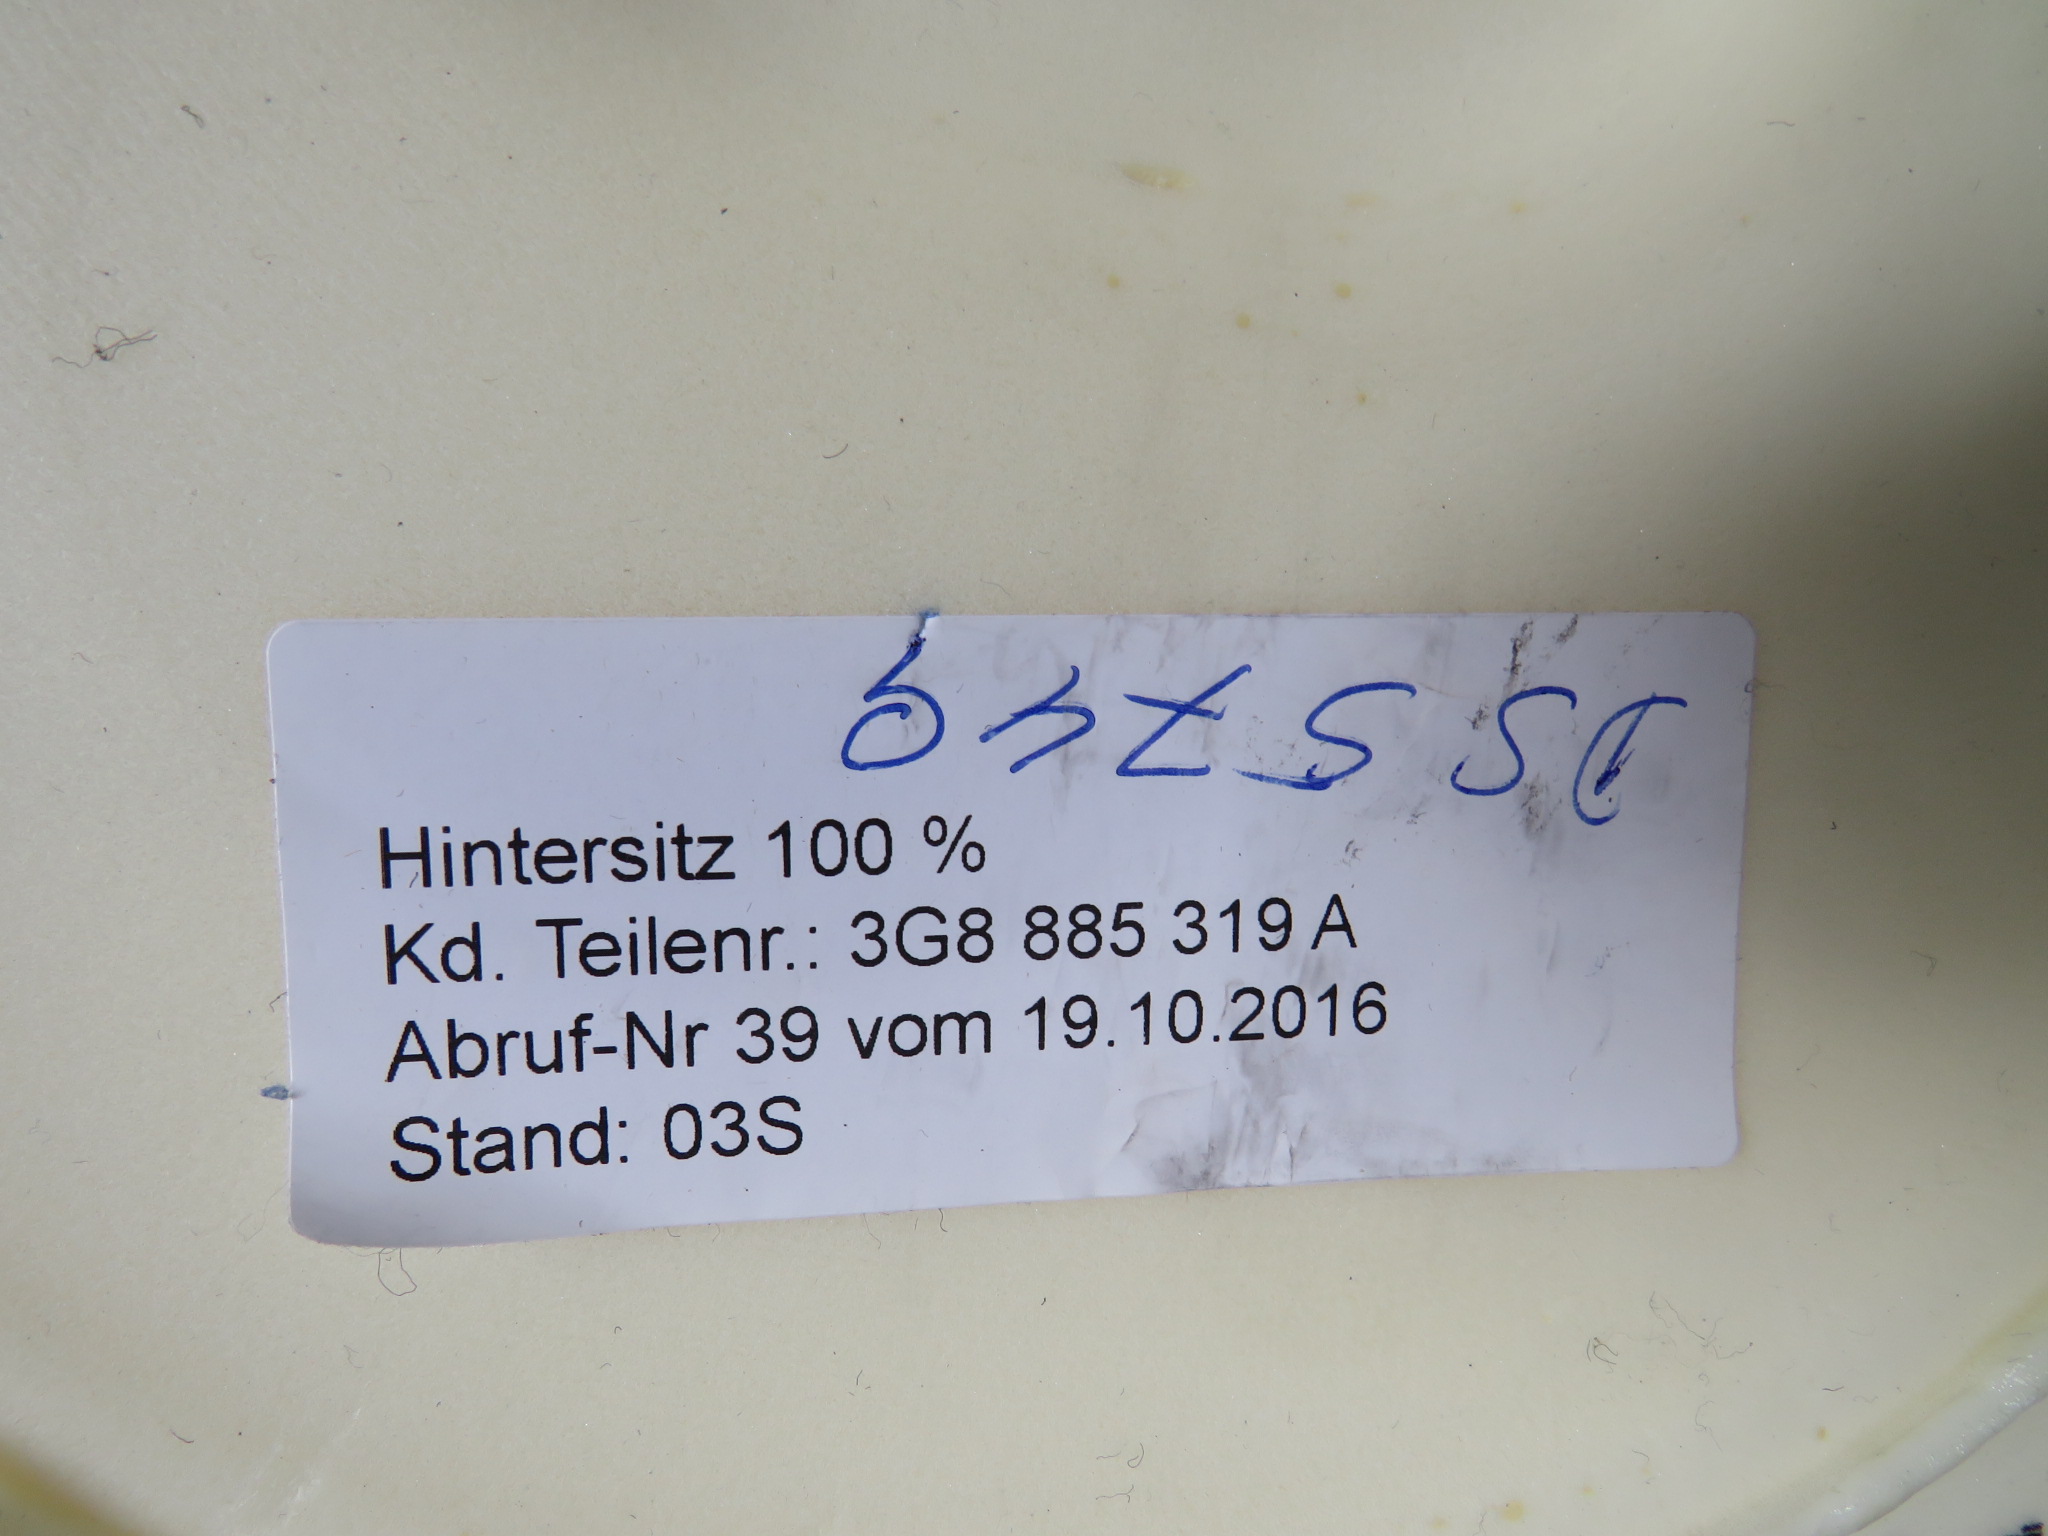 Hintersitz 100 %
Kd. Teilenr.: 3G8 885 319 A
Abruf-Nr 39 vom 19.10.2016
Stand: 03S